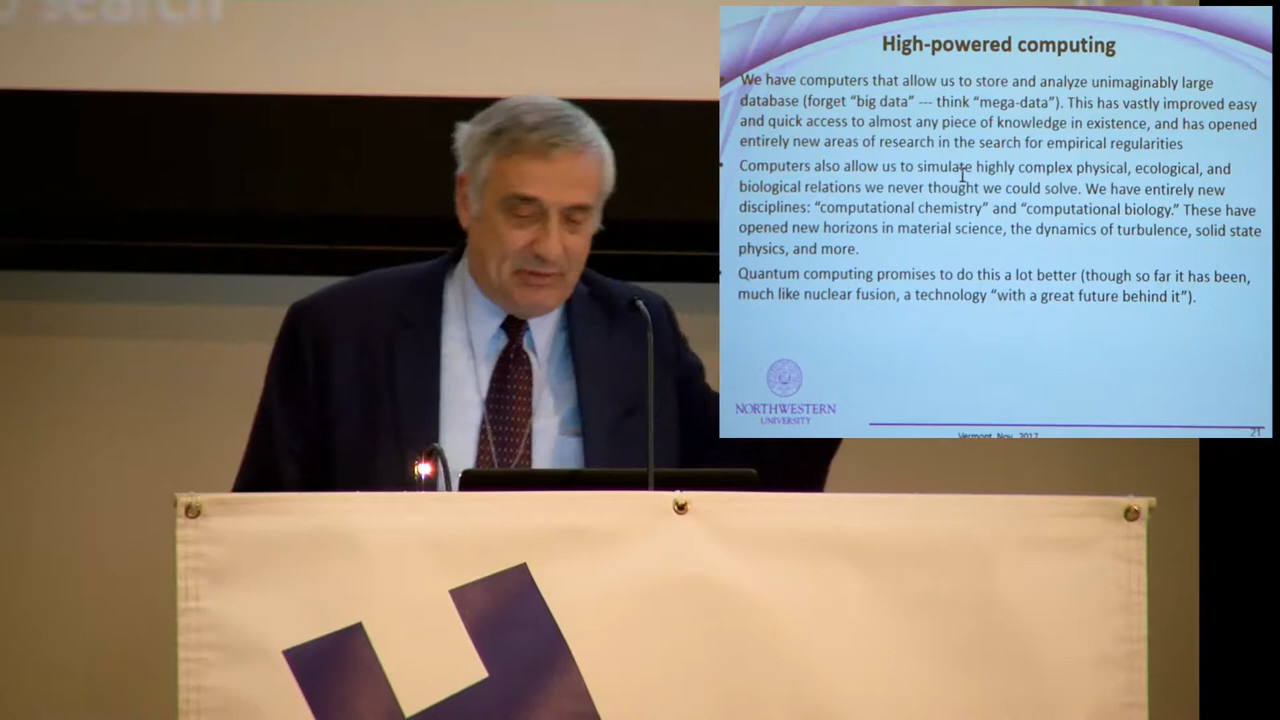 search
High-powered computing
We have computers that allow us to store and analyze unimaginably large
database (forget “big data” --- think “mega-data”). This has vastly improved easy
and quick access to almost any piece of knowledge in existence, and has opened
entirely new areas of research in the search for empirical regularities
Computers also allow us to simulate highly complex physical, ecological, and
biological relations we never thought we could solve. We have entirely new
disciplines: “computational chemistry” and “computational biology.” These have
opened new horizons in material science, the dynamics of turbulence, solid state
physics, and more.
Quantum computing promises to do this a lot better (though so far it has been,
much like nuclear fusion, a technology “with a great future behind it”).
NORTHWESTERN
UNIVERSITY
Vermont, Nov. 2017
21